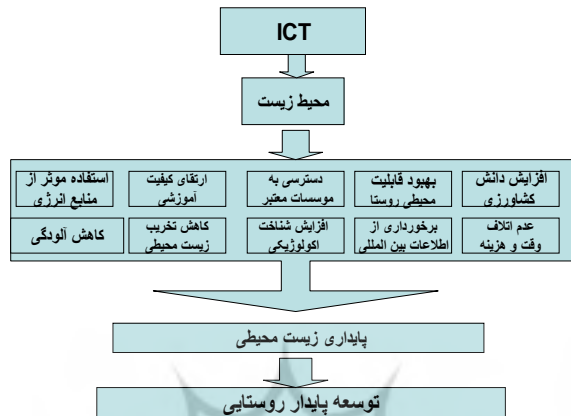 ICT
محیط زیست
افزایش دانش
کشاورزی
بهبود قابلیت
محیطی روستا
دسترسی به
موسسات معتبر
ارتقای کیفیت
آموزشی
استفاده موثر از
منابع انرژی
عدم اتلاف
وقت و هزینه
برخورداری از
اطلاعات بین المللی
افزایش شناخت
اکولوژیکی
کاهش تخریب
زیست محیطی
کاهش آلودگی
پایداری زیست محیطی
توسعه پایدار روستایی